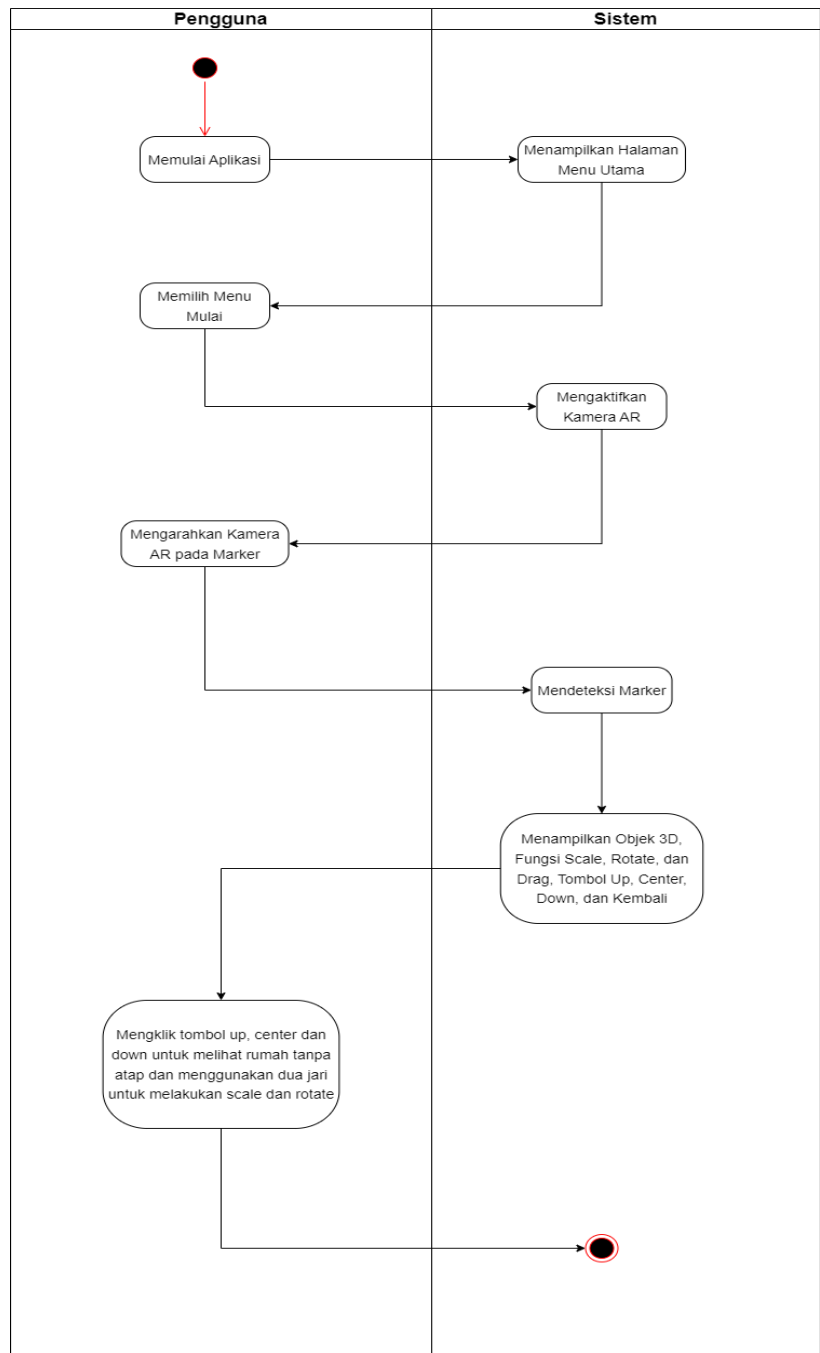 Pengguna
Sistem
Memulai Aplikasi
Menampilkan Halaman
Menu Utama
Memilih Menu
Mulai
Mengaktifkan
Kamera AR
Mengarahkan Kamera
AR pada Marker
Mendeteksi Marker
Menampilkan Objek 3D,
Fungsi Scale, Rotate, dan
Drag, Tombol Up, Center,
Down, dan Kembali
Mengklik tombol up, center dan
down untuk melihat rumah tanpa
atap dan menggunakan dua jari
untuk melakukan scale dan rotate